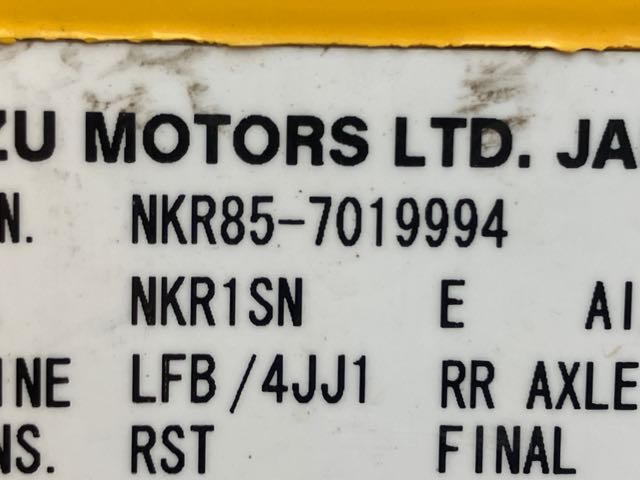 ZU MOTORS LTD. JA
N. NKR85-7019994
NKR1SN E AI
INE LFB/4JJ1 RR AXLE
NS. RST FINAL